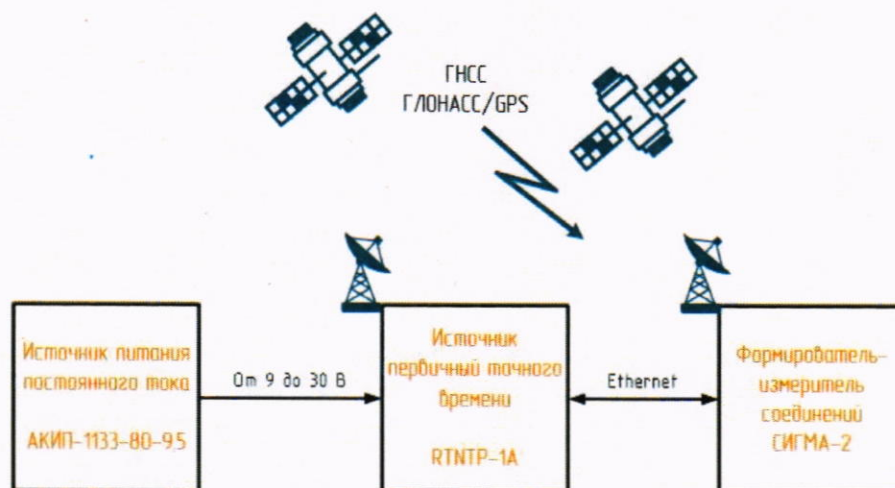 ГНСС
ГЛОНАСС/GPS
Источник питания
постоянного тока
АКИП-1133-80-9.5
От 9 до 30 В
Источник
первичный точного
времени
RTNTP-1A
Ethernet
Формирователь-
измеритель
соединений
СИГМА-2